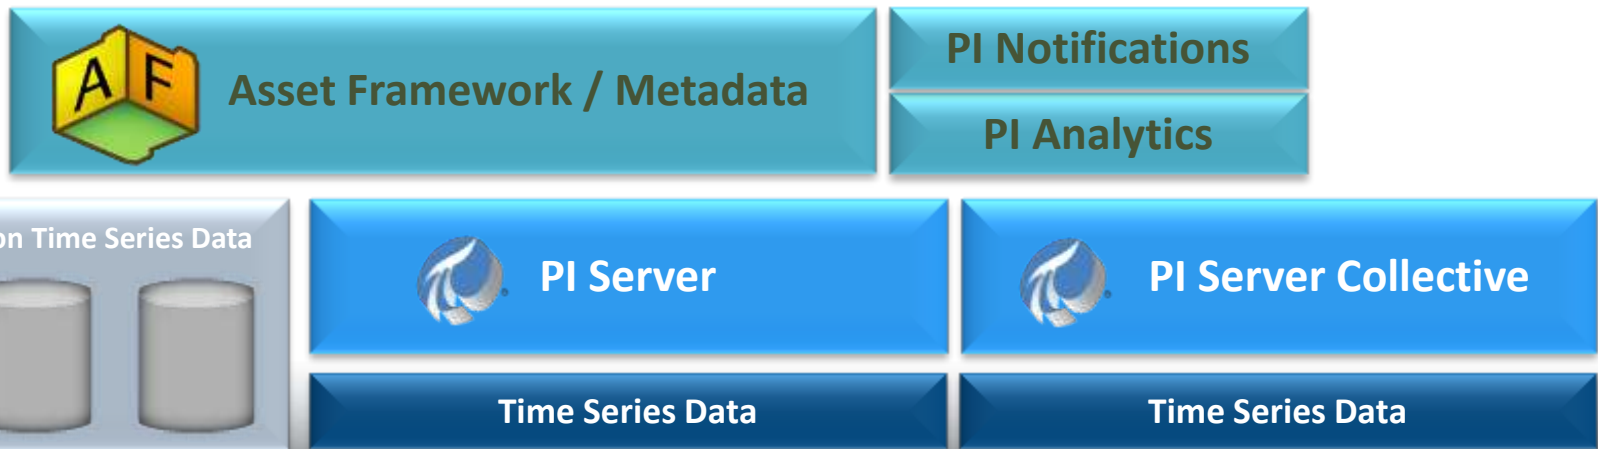 A F
Asset Framework / Metadata
PI Notifications
PI Analytics
on Time Series Data
PI Server
PI Server Collective
Time Series Data
Time Series Data